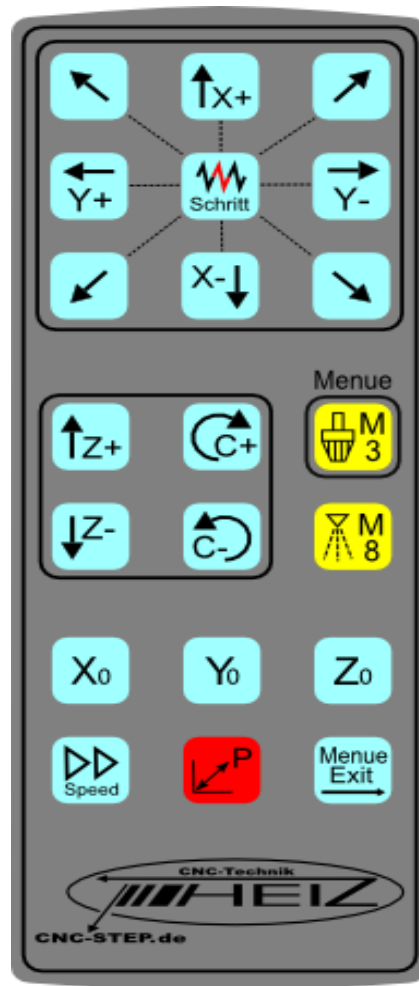 X+
Y+
Schritt
Y-
X-
Menue
Z+
C+
M
3
Z-
C-
M
8
X0
Y0
Z0
Speed
P
Menue
Exit
CNC-Technik
HEIZ
CNC-STEP.de